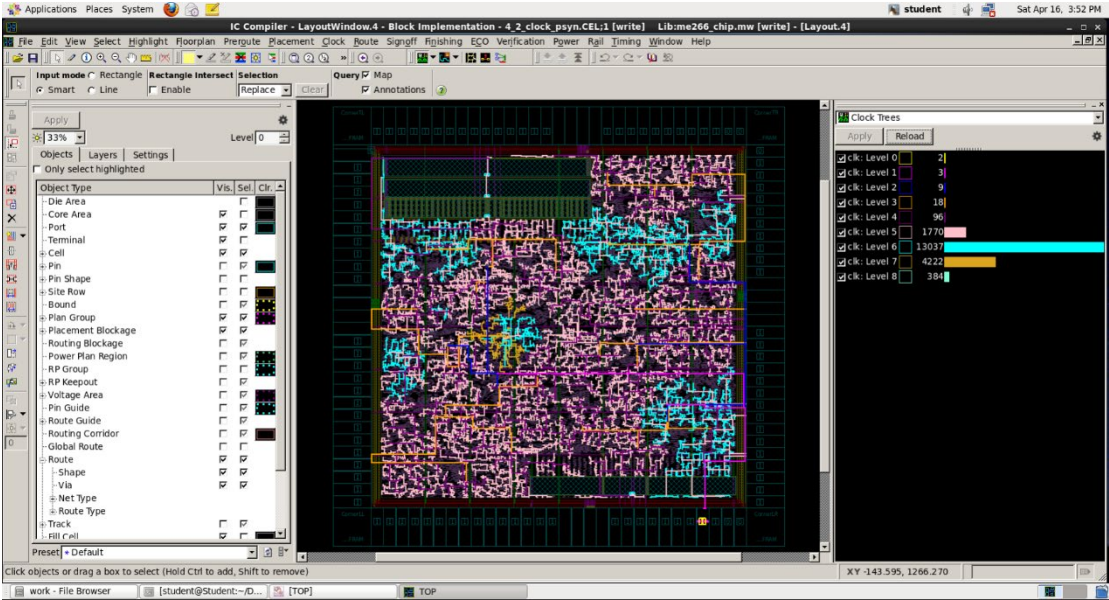 Applications Places System student Sat Apr 16, 3:52 PM
IC Compiler - LayoutWindow.4 - Block Implementation - 4_2_clock_psyn.CEL;1 [write] Lib:me266_chip.mw [write] - [Layout.4]
File Edit View Select Highlight Floorplan Preroute Placement Clock Route Signoff Finishing ECO Verification Power Rail Timing Window Help
Input mode Rectangle Rectangle Intersect Selection Query Map
Smart Line Enable Replace Clear Annotations
Apply
33% Level 0
Objects Layers Settings
Only select highlighted
Object Type Vis. Sel. Clr.
Die Area
Core Area
Port
Terminal
Cell
Pin
Pin Shape
Site Row
Bound
Plan Group
Placement Blockage
Routing Blockage
Power Plan Region
RP Group
RP Keepout
Voltage Area
Pin Guide
Route Guide
Routing Corridor
Global Route
Route
Shape
Via
Net Type
Route Type
Track
Fill Cell
Preset Default
0
Clock Trees
Apply Reload
clk: Level 0 2
clk: Level 1 3
clk: Level 2 9
clk: Level 3 18
clk: Level 4 96
clk: Level 5 1770
clk: Level 6 13037
clk: Level 7 4222
clk: Level 8 384
Click objects or drag a box to select (Hold Ctrl to add, Shift to remove) XY -143.595, 1266.270
work - File Browser [student@Student:~/D... [TOP] TOP